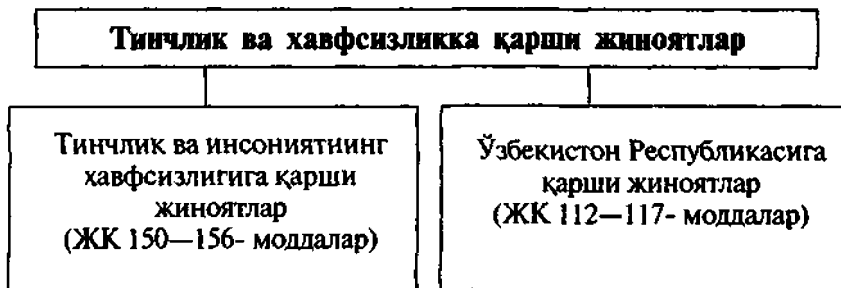 Тинчлик ва хавфсизликка қарши жиноятлар
Тинчлик ва инсониятнинг
хавфсизлигига қарши
жиноятлар
(ЖК 150—156- моддалар)
Ўзбекистон Республикасига
қарши жиноятлар
(ЖК 112—117- моддалар)